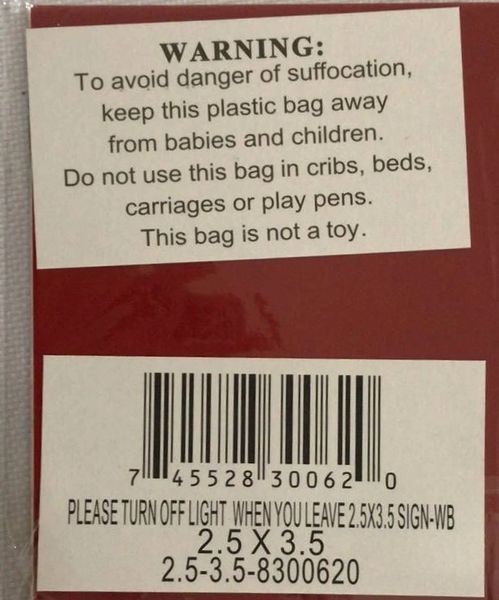 WARNING:
To avoid danger of suffocation,
keep this plastic bag away
from babies and children.
Do not use this bag in cribs, beds,
carriages or play pens.
This bag is not a toy.
7 45528 30062 0
PLEASE TURN OFF LIGHT WHEN YOU LEAVE 2.5X3.5 SIGN-WB
2.5 X 3.5
2.5-3.5-8300620